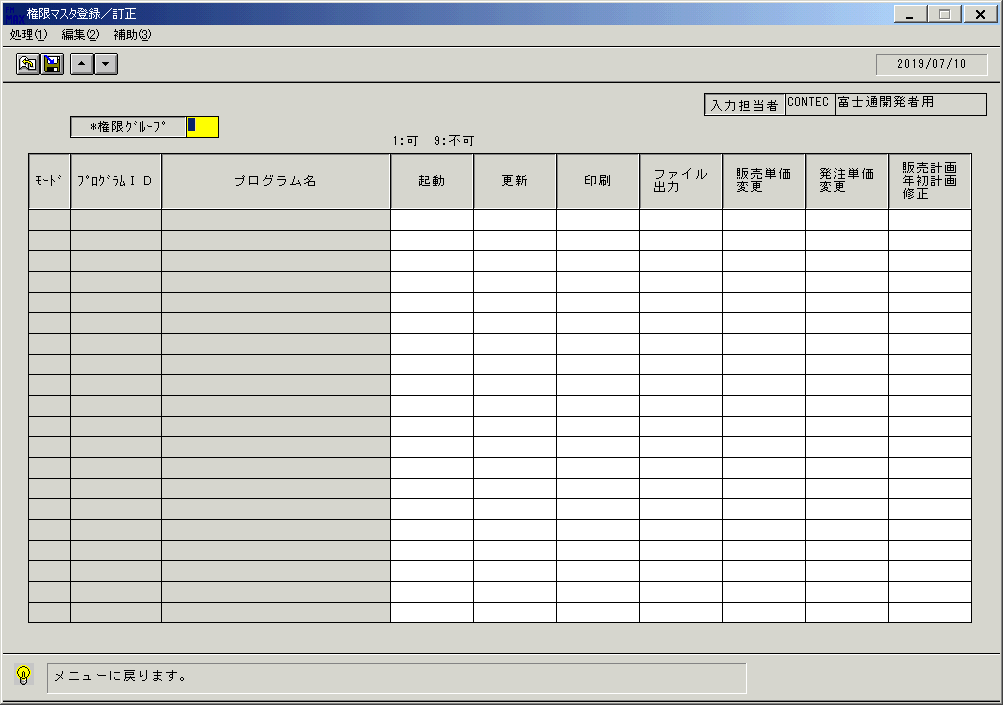 権限マスタ登録／訂正
処理(1) 編集(2) 補助(3)
2019/07/10
入力担当者 CONTEC 富士通開発者用
*権限ｸﾞﾙｰﾌﾟ
1:可 9:不可
ﾓｰﾄﾞ ﾌﾟﾛｸﾞﾗﾑＩＤ プログラム名 起動 更新 印刷 ファイル出力 販売単価変更 発注単価変更 販売計画年初計画修正
メニューに戻ります。